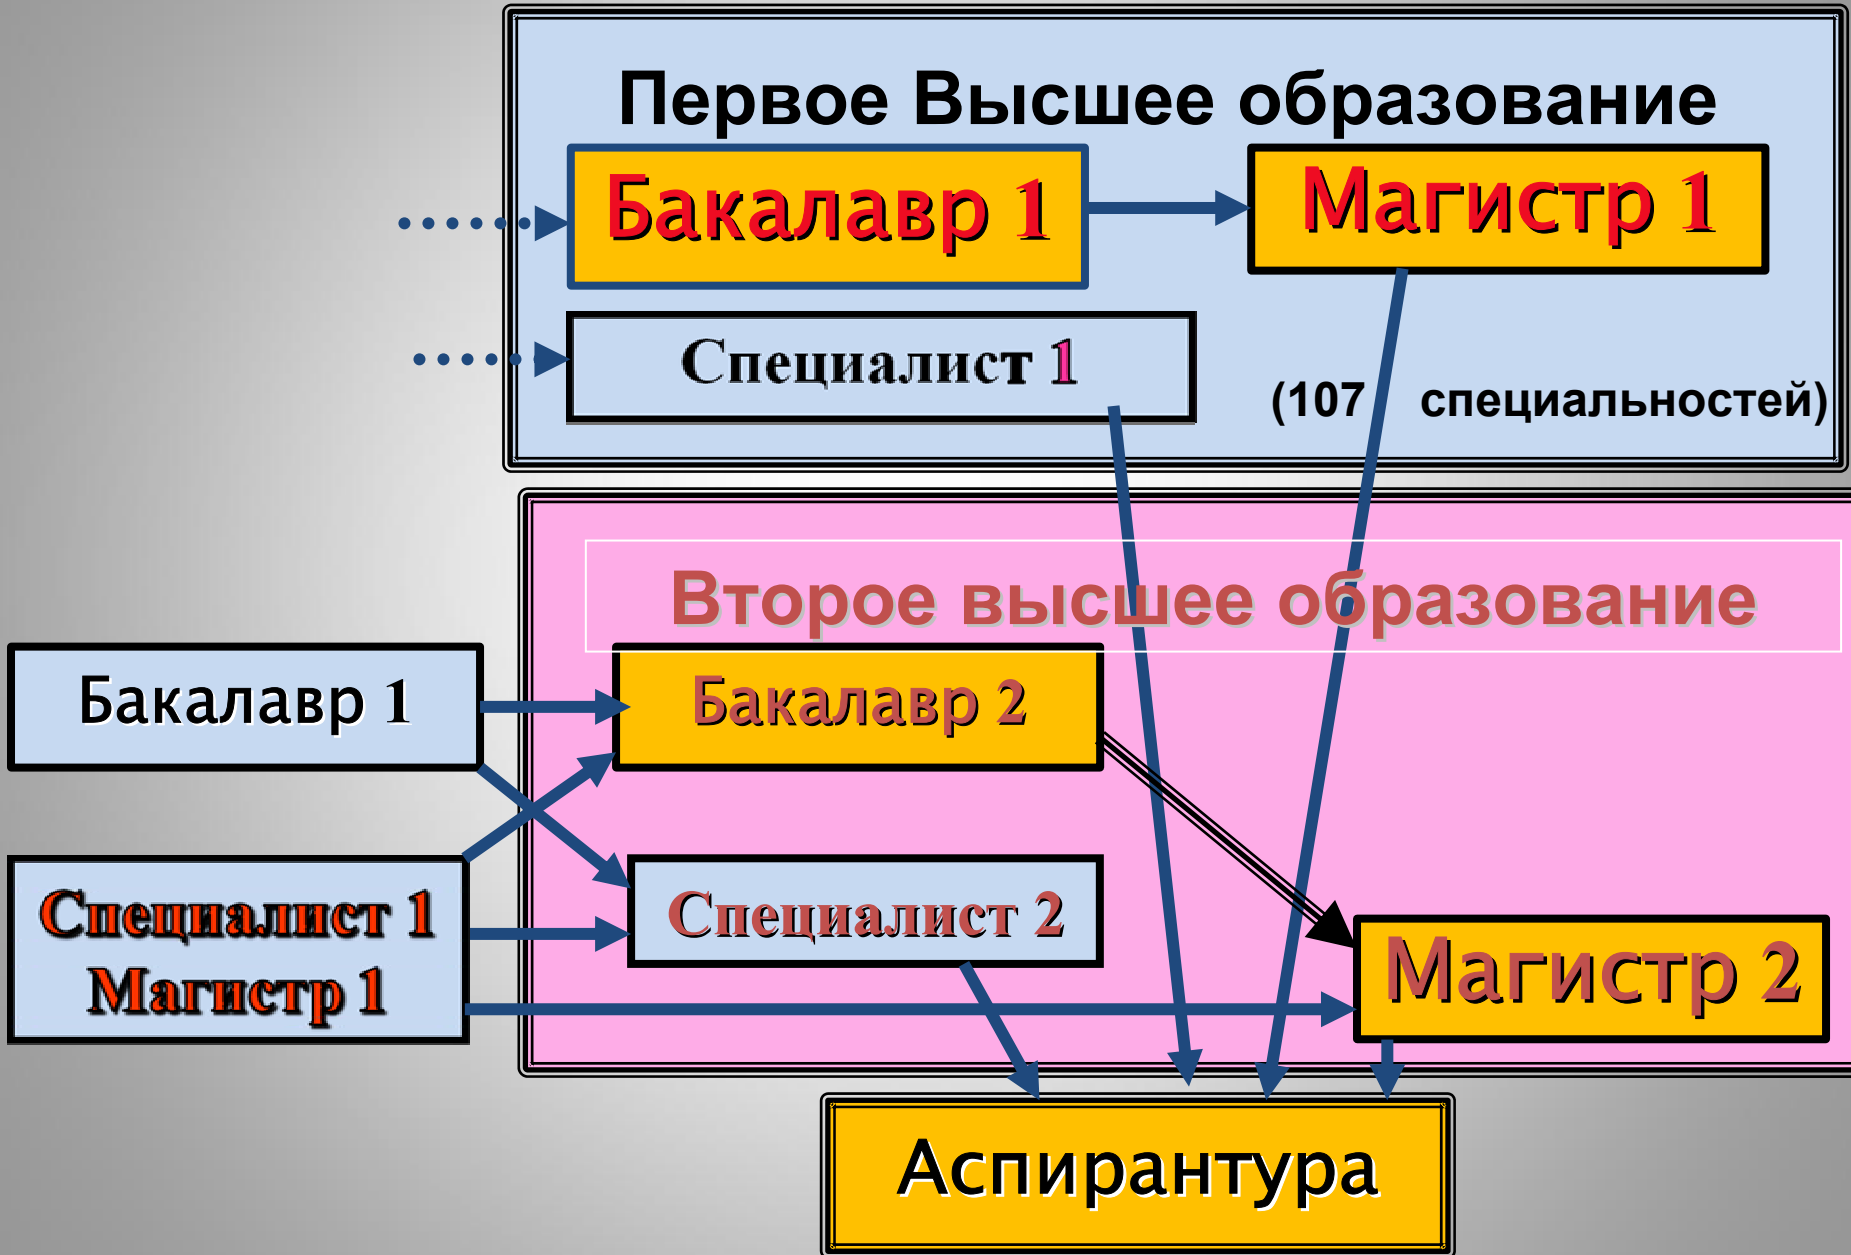 Первое Высшее образование
Бакалавр 1
Магистр 1
Специалист 1
(107 специальностей)
Второе высшее образование
Бакалавр 1
Бакалавр 2
Специалист 1
Магистр 1
Специалист 2
Магистр 2
Аспирантура